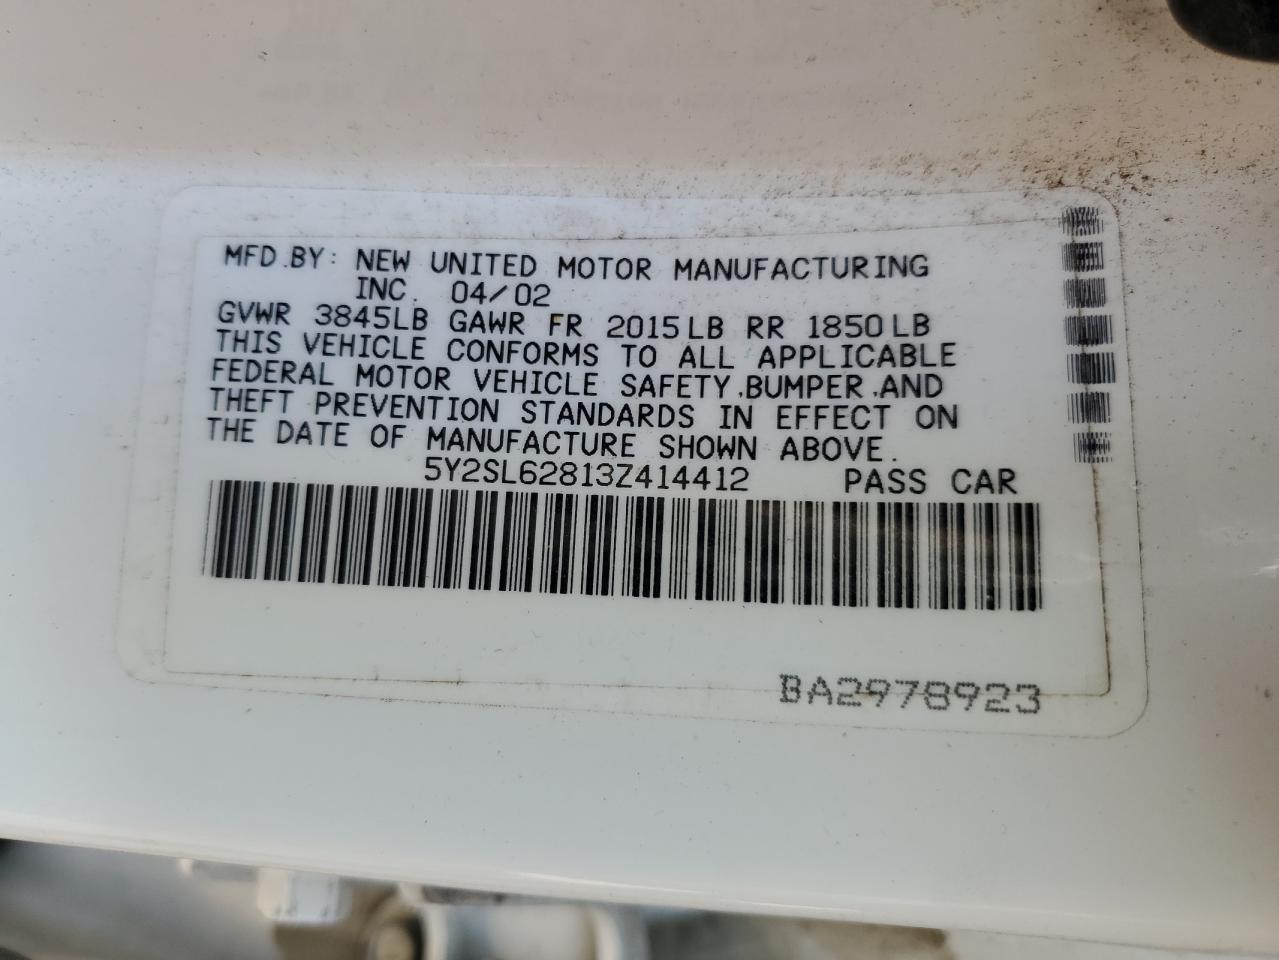 MFD.BY: NEW UNITED MOTOR MANUFACTURING
INC. 04/02
GVWR 3845LB GAWR FR 2015LB RR 1850LB
THIS VEHICLE CONFORMS TO ALL APPLICABLE
FEDERAL MOTOR VEHICLE SAFETY,BUMPER,AND
THEFT PREVENTION STANDARDS IN EFFECT ON
THE DATE OF MANUFACTURE SHOWN ABOVE.
5Y2SL62813Z414412 PASS CAR
BA2978923